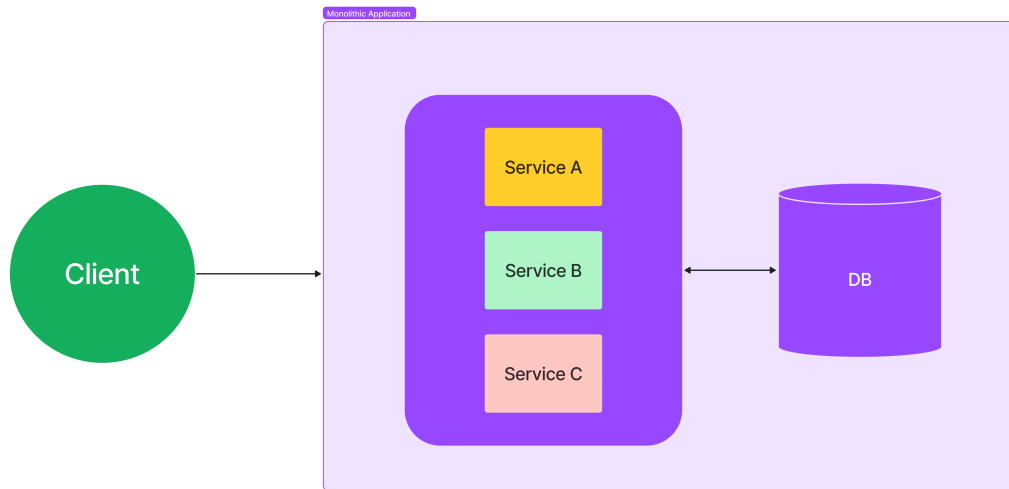 Monolithic Application
Client
Service A
Service B
Service C
DB